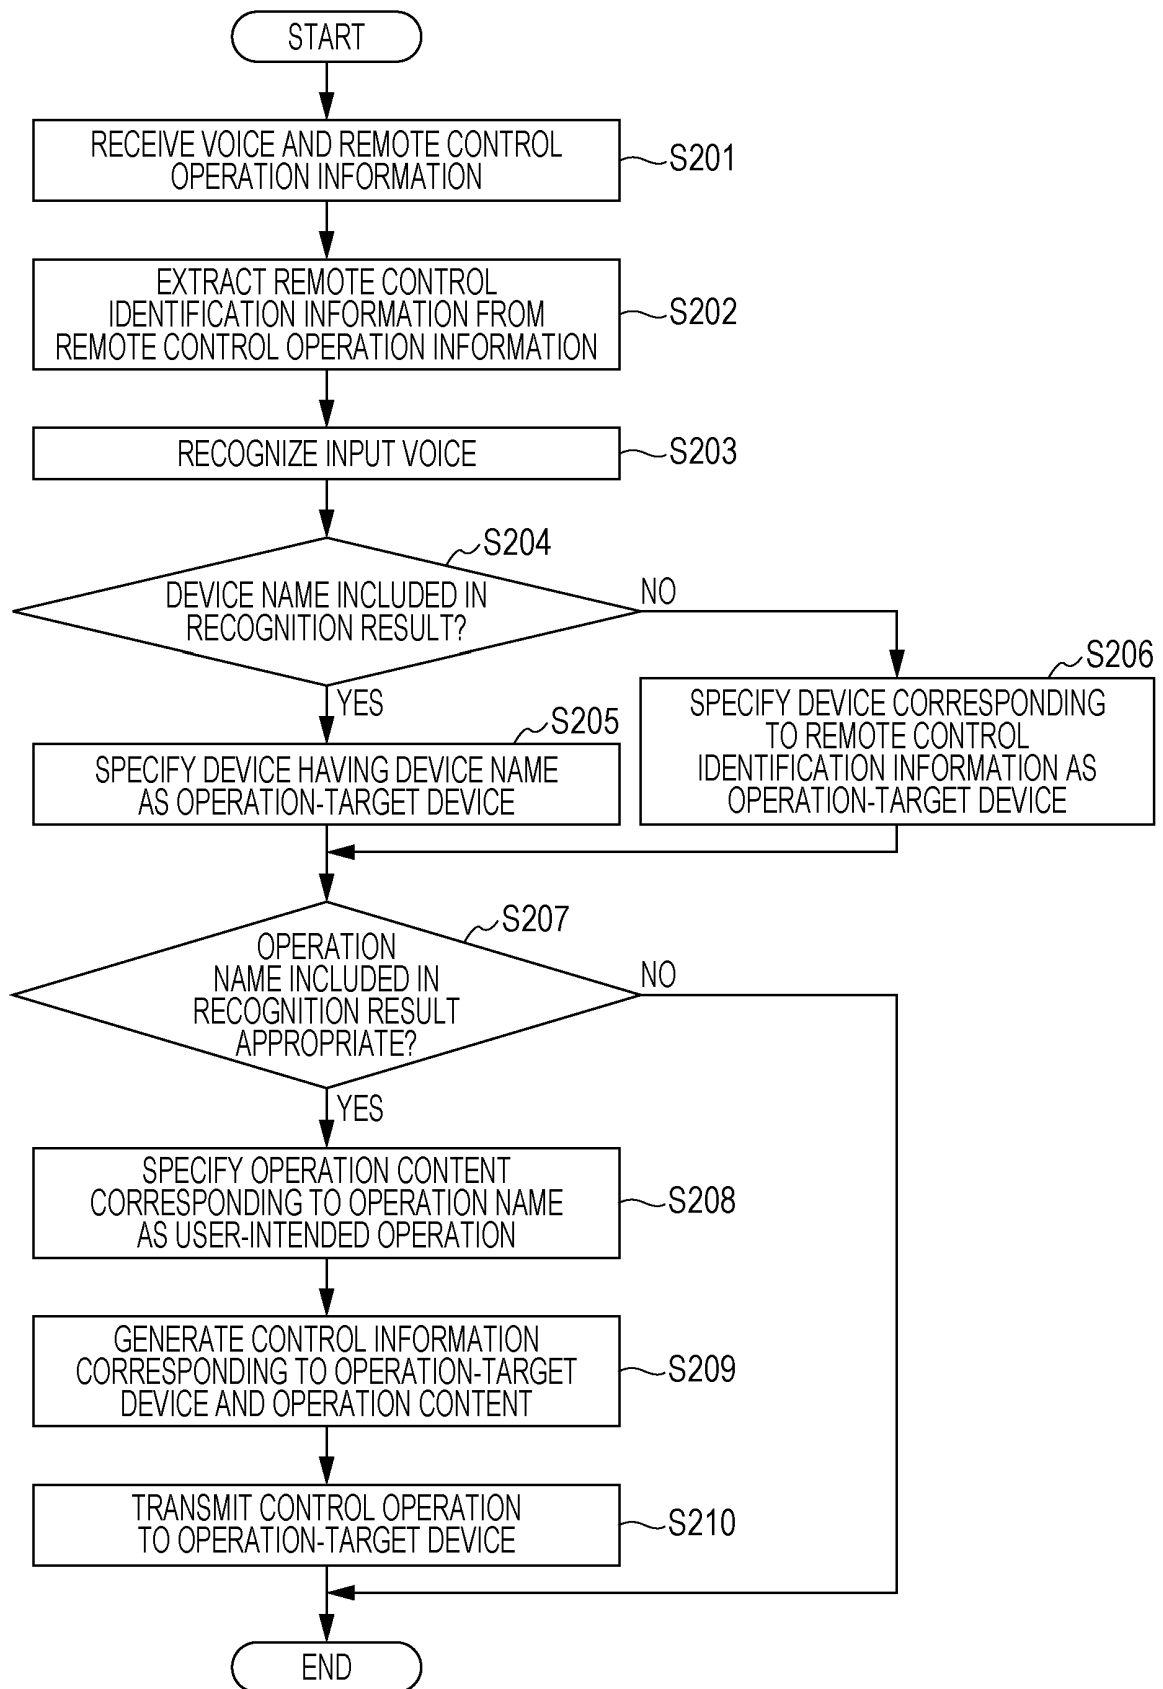 START
RECEIVE VOICE AND REMOTE CONTROL
OPERATION INFORMATION
S201
EXTRACT REMOTE CONTROL
IDENTIFICATION INFORMATION FROM
REMOTE CONTROL OPERATION INFORMATION
S202
RECOGNIZE INPUT VOICE
S203
S204
DEVICE NAME INCLUDED IN
RECOGNITION RESULT?
NO
YES
S205
SPECIFY DEVICE HAVING DEVICE NAME
AS OPERATION-TARGET DEVICE
S206
SPECIFY DEVICE CORRESPONDING
TO REMOTE CONTROL
IDENTIFICATION INFORMATION AS
OPERATION-TARGET DEVICE
S207
OPERATION
NAME INCLUDED IN
RECOGNITION RESULT
APPROPRIATE?
NO
YES
SPECIFY OPERATION CONTENT
CORRESPONDING TO OPERATION NAME
AS USER-INTENDED OPERATION
S208
GENERATE CONTROL INFORMATION
CORRESPONDING TO OPERATION-TARGET
DEVICE AND OPERATION CONTENT
S209
TRANSMIT CONTROL OPERATION
TO OPERATION-TARGET DEVICE
S210
END